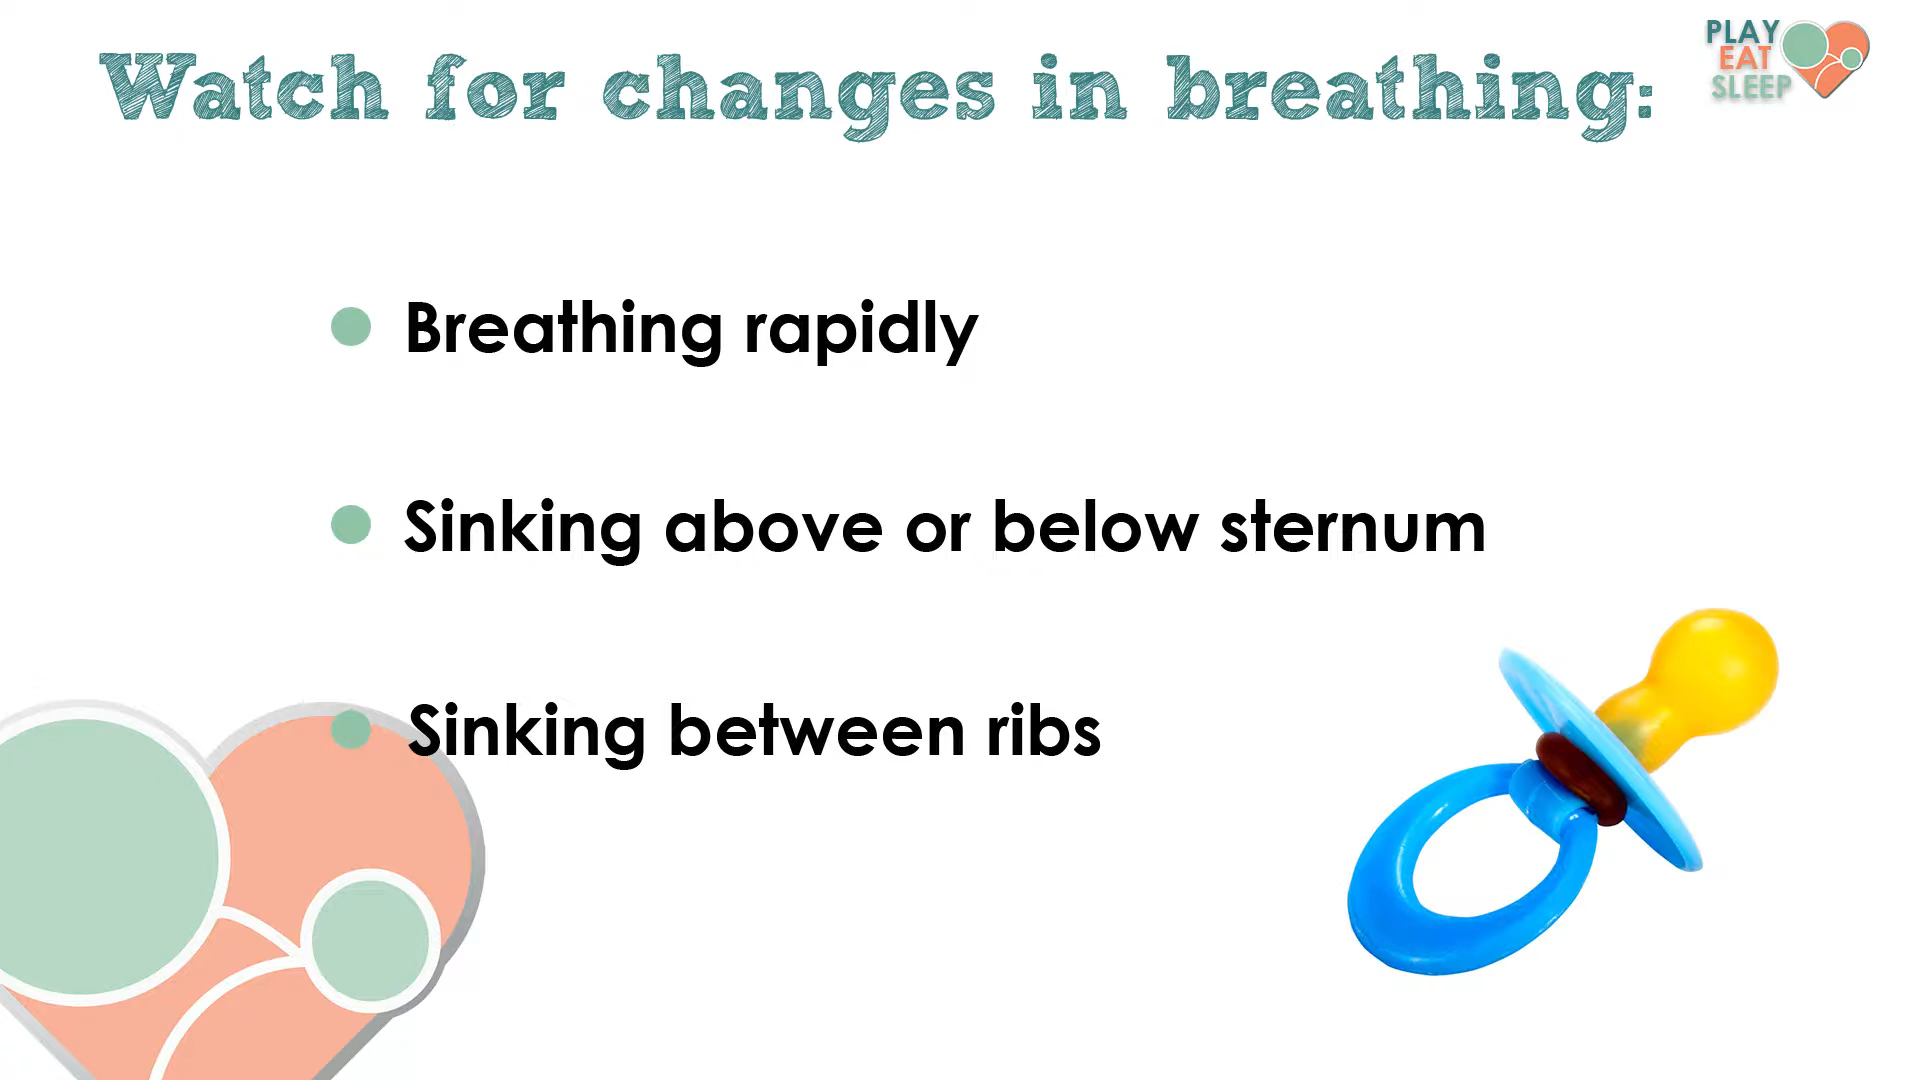 Watch for changes in breathing:
PLAY
EAT
SLEEP
Breathing rapidly
Sinking above or below sternum
Sinking between ribs